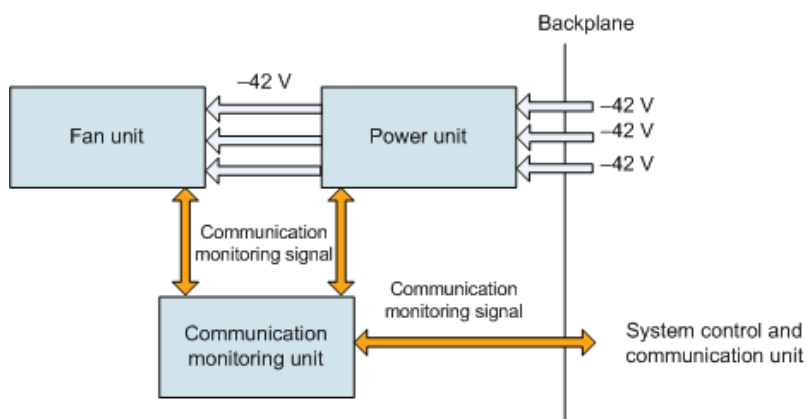 Backplane
–42 V
Fan unit
Power unit
–42 V
–42 V
–42 V
Communication
monitoring signal
Communication
monitoring signal
Communication
monitoring unit
System control and
communication unit